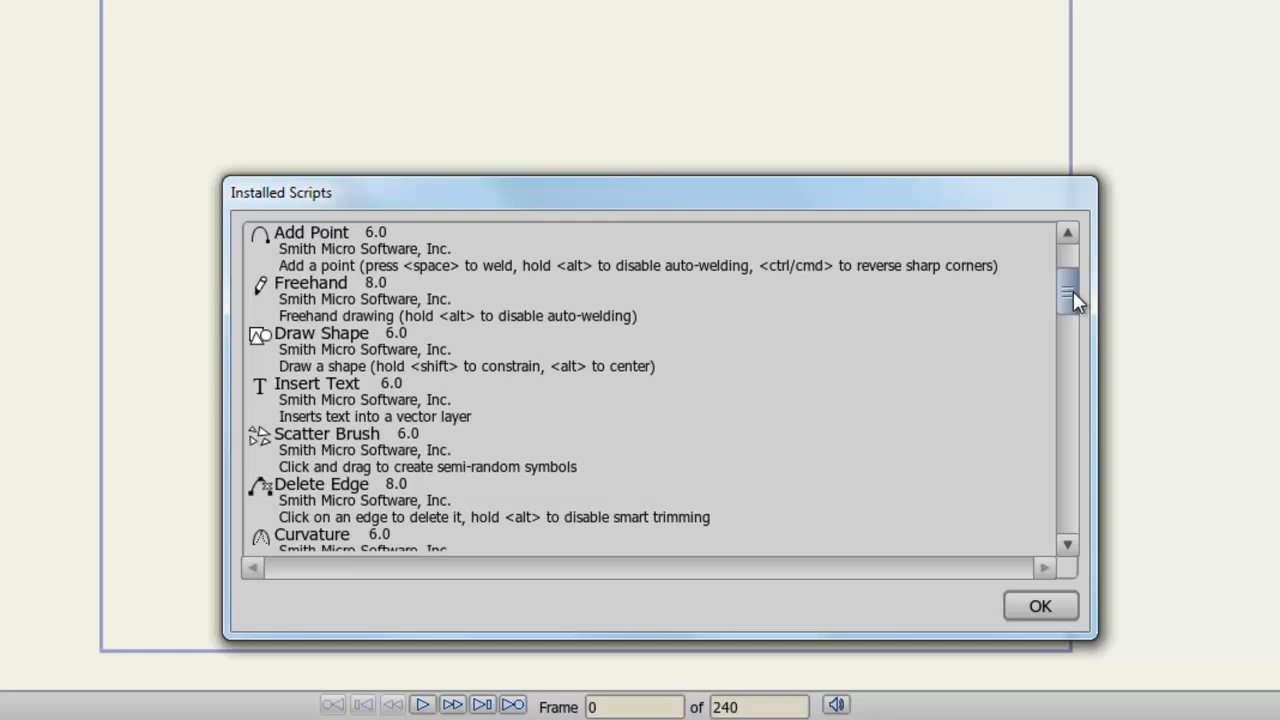 Installed Scripts
Add Point 6.0
Smith Micro Software, Inc.
Add a point (press <space> to weld, hold <alt> to disable auto-welding, <ctrl/cmd> to reverse sharp corners)
Freehand 8.0
Smith Micro Software, Inc.
Freehand drawing (hold <alt> to disable auto-welding)
Draw Shape 6.0
Smith Micro Software, Inc.
Draw a shape (hold <shift> to constrain, <alt> to center)
Insert Text 6.0
Smith Micro Software, Inc.
Inserts text into a vector layer
Scatter Brush 6.0
Smith Micro Software, Inc.
Click and drag to create semi-random symbols
Delete Edge 8.0
Smith Micro Software, Inc.
Click on an edge to delete it, hold <alt> to disable smart trimming
Curvature 6.0
Smith Micro Software, Inc.
OK
Frame 0 of 240